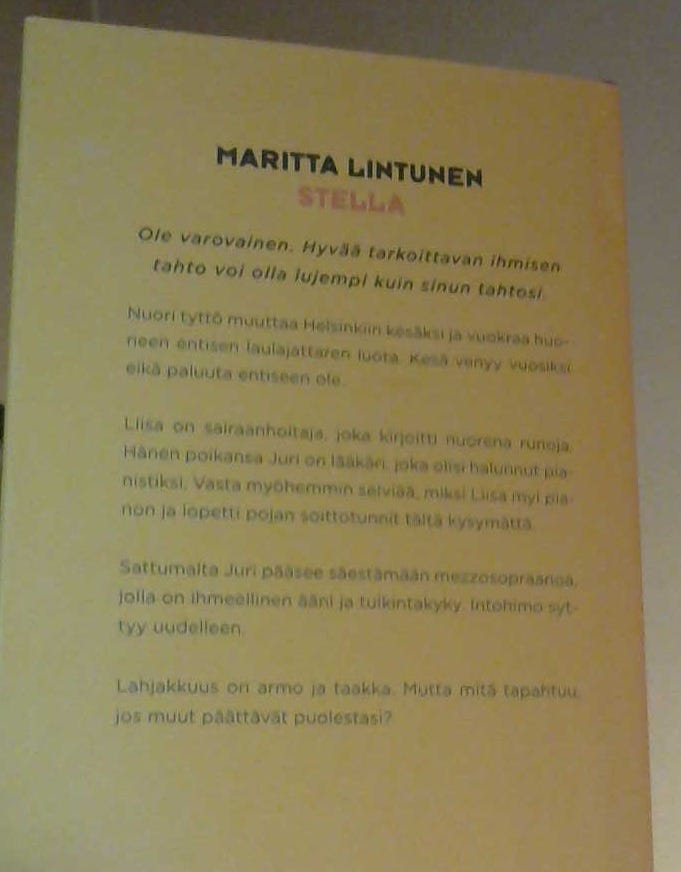 MARITTA LINTUNEN
STELLA
Ole varovainen. Hyvää tarkoittavan ihmisen
tahto voi olla lujempi kuin sinun tahtosi.
Nuori tyttö muuttaa Helsinkiin kesäksi ja vuokraa huo-
neen entisen laulajattaren luota. Kesä venyy vuosiksi
eikä paluuta entiseen ole.
Liisa on sairaanhoitaja, joka kirjoitti nuorena runoja.
Hänen poikansa Juri on lääkäri, joka olisi halunnut pia-
nistiksi. Vasta myöhemmin selviää, miksi Liisa myi pia-
non ja lopetti pojan soittotunnit tältä kysymättä.
Sattumalta Juri pääsee säestämään mezzosopraanoa,
jolla on ihmeellinen ääni ja tulkintakyky. Intohimo syt-
tyy uudelleen.
Lahjakkuus on armo ja taakka. Mutta mitä tapahtuu,
jos muut päättävät puolestasi?